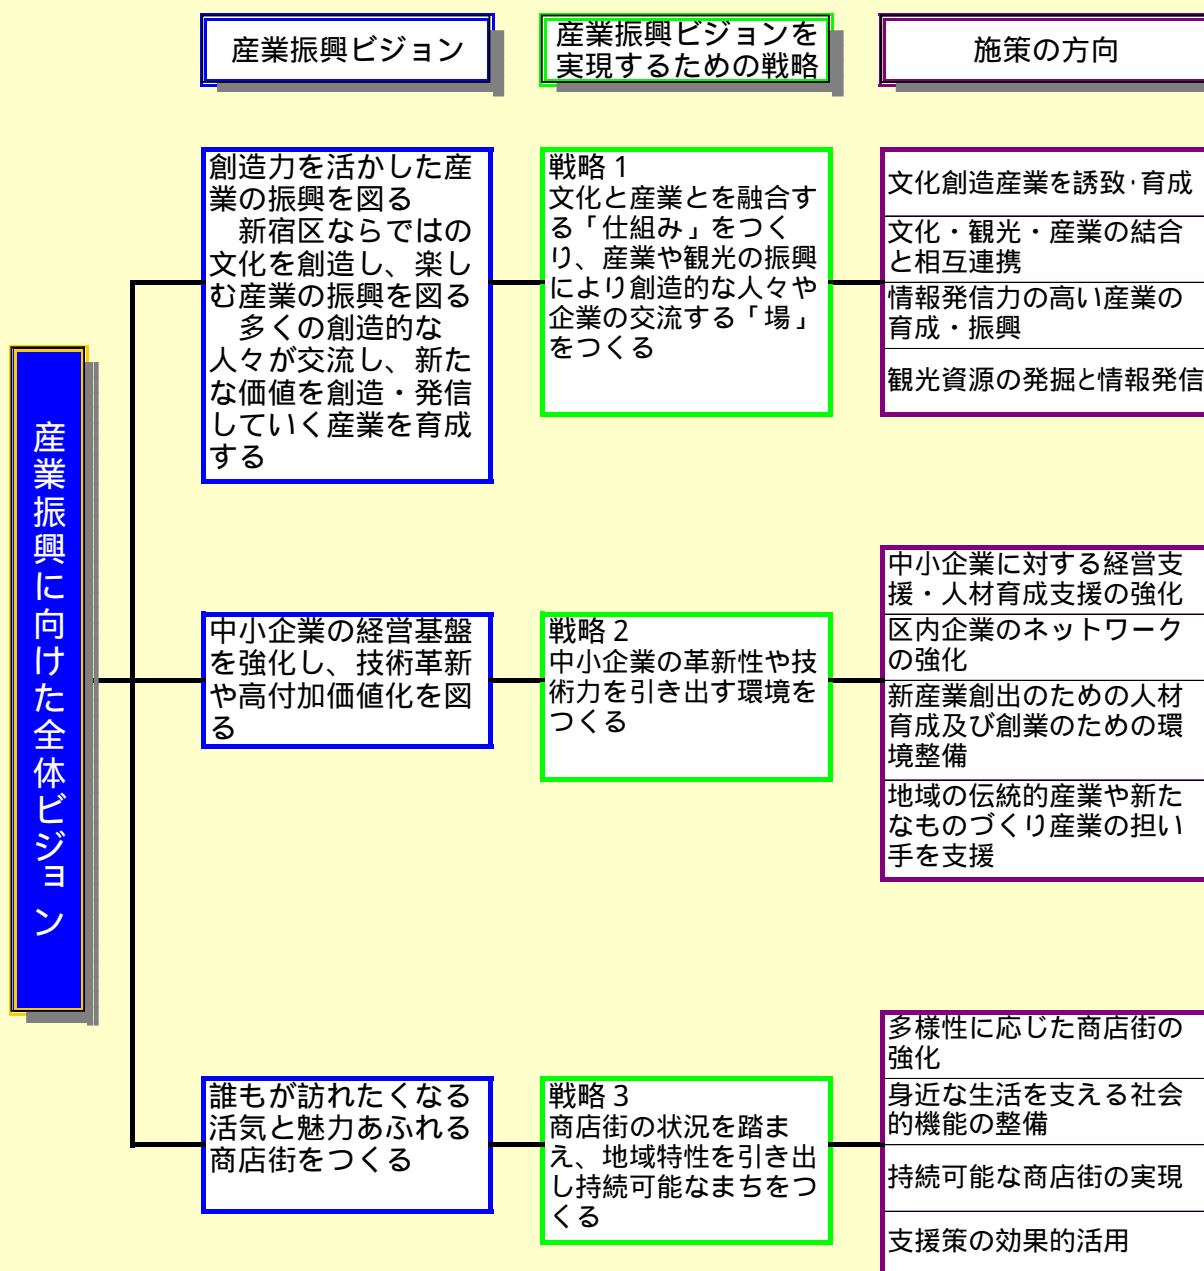 産業振興ビジョン
産業振興ビジョンを
実現するための戦略
施策の方向
産業振興に向けた全体ビジョン
創造力を活かした産
業の振興を図る
　新宿区ならではの
文化を創造し、楽し
む産業の振興を図る
　多くの創造的な
人々が交流し、新た
な価値を創造・発信
していく産業を育成
する
戦略１
文化と産業とを融合す
る「仕組み」をつく
り、産業や観光の振興
により創造的な人々や
企業の交流する「場」
をつくる
文化創造産業を誘致・育成
文化・観光・産業の結合
と相互連携
情報発信力の高い産業の
育成・振興
観光資源の発掘と情報発信
中小企業の経営基盤
を強化し、技術革新
や高付加価値化を図
る
戦略２
中小企業の革新性や技
術力を引き出す環境を
つくる
中小企業に対する経営支
援・人材育成支援の強化
区内企業のネットワーク
の強化
新産業創出のための人材
育成及び創業のための環
境整備
地域の伝統的産業や新た
なものづくり産業の担い
手を支援
誰もが訪れたくなる
活気と魅力あふれる
商店街をつくる
戦略３
商店街の状況を踏ま
え、地域特性を引き出
し持続可能なまちをつ
くる
多様性に応じた商店街の
強化
身近な生活を支える社会
的機能の整備
持続可能な商店街の実現
支援策の効果的活用